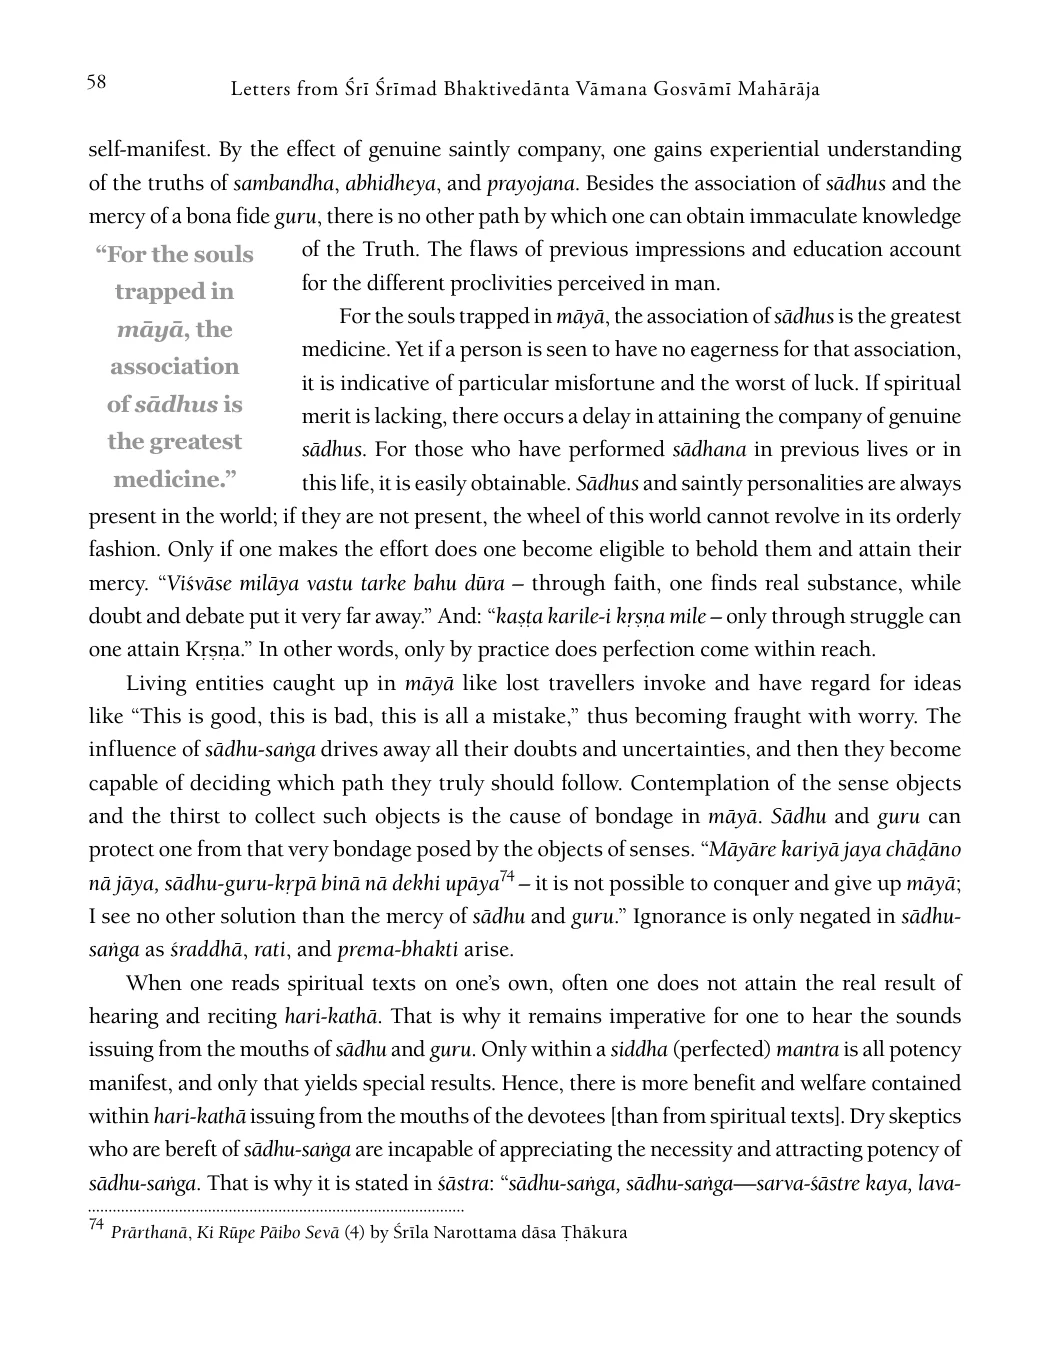 58
Letters from Śrī Śrīmad Bhaktivedānta Vāmana Gosvāmī Mahārāja
self-manifest. By the effect of genuine saintly company, one gains experiential understanding
of the truths of sambandha, abhidheya, and prayojana. Besides the association of sādhus and the
mercy of a bona fide guru, there is no other path by which one can obtain immaculate knowledge
of the Truth. The flaws of previous impressions and education account
for the different proclivities perceived in man.
“For the souls
trapped in
māyā, the
association
of sādhus is
the greatest
medicine.”
For the souls trapped in māyā, the association of sādhus is the greatest
medicine. Yet if a person is seen to have no eagerness for that association,
it is indicative of particular misfortune and the worst of luck. If spiritual
merit is lacking, there occurs a delay in attaining the company of genuine
sādhus. For those who have performed sādhana in previous lives or in
this life, it is easily obtainable. Sādhus and saintly personalities are always
present in the world; if they are not present, the wheel of this world cannot revolve in its orderly
fashion. Only if one makes the effort does one become eligible to behold them and attain their
mercy. “Viśvāse milāya vastu tarke bahu dūra – through faith, one finds real substance, while
doubt and debate put it very far away.” And: “kaṣṭa karile-i kṛṣṇa mile – only through struggle can
one attain Kṛṣṇa.” In other words, only by practice does perfection come within reach.
Living entities caught up in māyā like lost travellers invoke and have regard for ideas
like “This is good, this is bad, this is all a mistake,” thus becoming fraught with worry. The
influence of sādhu-saṅga drives away all their doubts and uncertainties, and then they become
capable of deciding which path they truly should follow. Contemplation of the sense objects
and the thirst to collect such objects is the cause of bondage in māyā. Sādhu and guru can
protect one from that very bondage posed by the objects of senses. “Māyāre kariyā jaya chāḓāno
nā jāya, sādhu-guru-kṛpā binā nā dekhi upāya74 – it is not possible to conquer and give up māyā;
I see no other solution than the mercy of sādhu and guru.” Ignorance is only negated in sādhu-
saṅga as śraddhā, rati, and prema-bhakti arise.
When one reads spiritual texts on one’s own, often one does not attain the real result of
hearing and reciting hari-kathā. That is why it remains imperative for one to hear the sounds
issuing from the mouths of sādhu and guru. Only within a siddha (perfected) mantra is all potency
manifest, and only that yields special results. Hence, there is more benefit and welfare contained
within hari-kathā issuing from the mouths of the devotees [than from spiritual texts]. Dry skeptics
who are bereft of sādhu-saṅga are incapable of appreciating the necessity and attracting potency of
sādhu-saṅga. That is why it is stated in śāstra: “sādhu-saṅga, sādhu-saṅga—sarva-śāstre kaya, lava-
74 Prārthanā, Ki Rūpe Pāibo Sevā (4) by Śrīla Narottama dāsa Ṭhākura